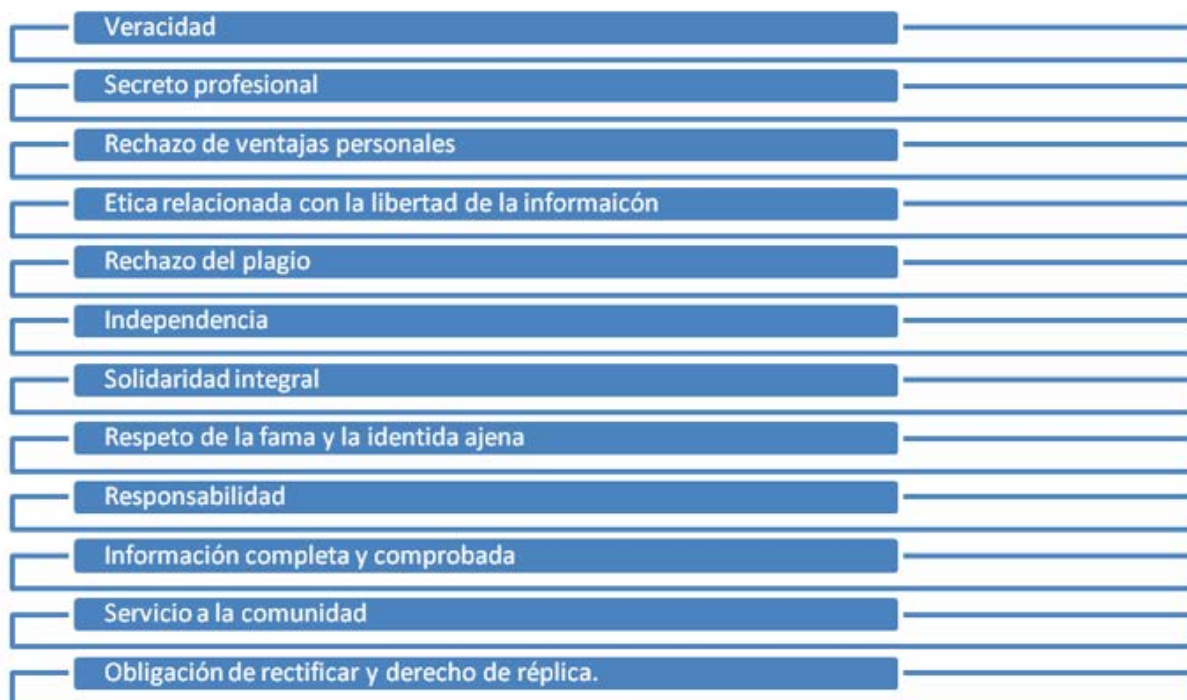 Veracidad
Secreto profesional
Rechazo de ventajas personales
Etica relacionada con la libertad de la informaicón
Rechazo del plagio
Independencia
Solidaridad integral
Respeto de la fama y la identida ajena
Responsabilidad
Información completa y comprobada
Servicio a la comunidad
Obligación de rectificar y derecho de réplica.